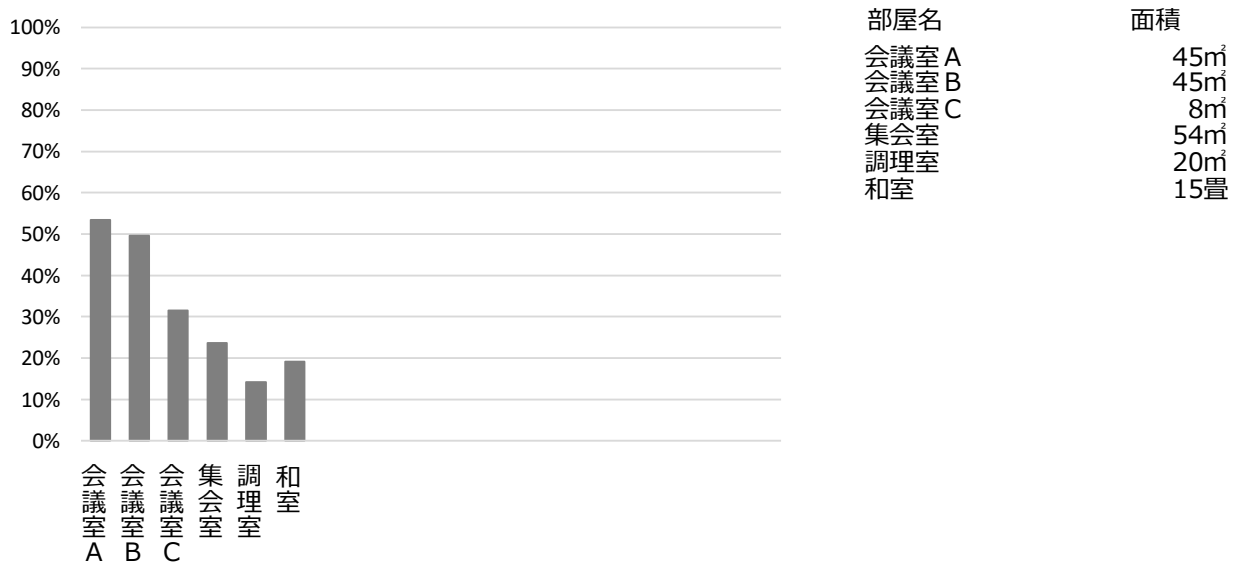 100%
90%
80%
70%
60%
50%
40%
30%
20%
10%
0%
会議室A
会議室B
会議室C
集会室
調理室
和室
部屋名 面積
会議室A 45㎡
会議室B 45㎡
会議室C 8㎡
集会室 54㎡
調理室 20㎡
和室 15畳